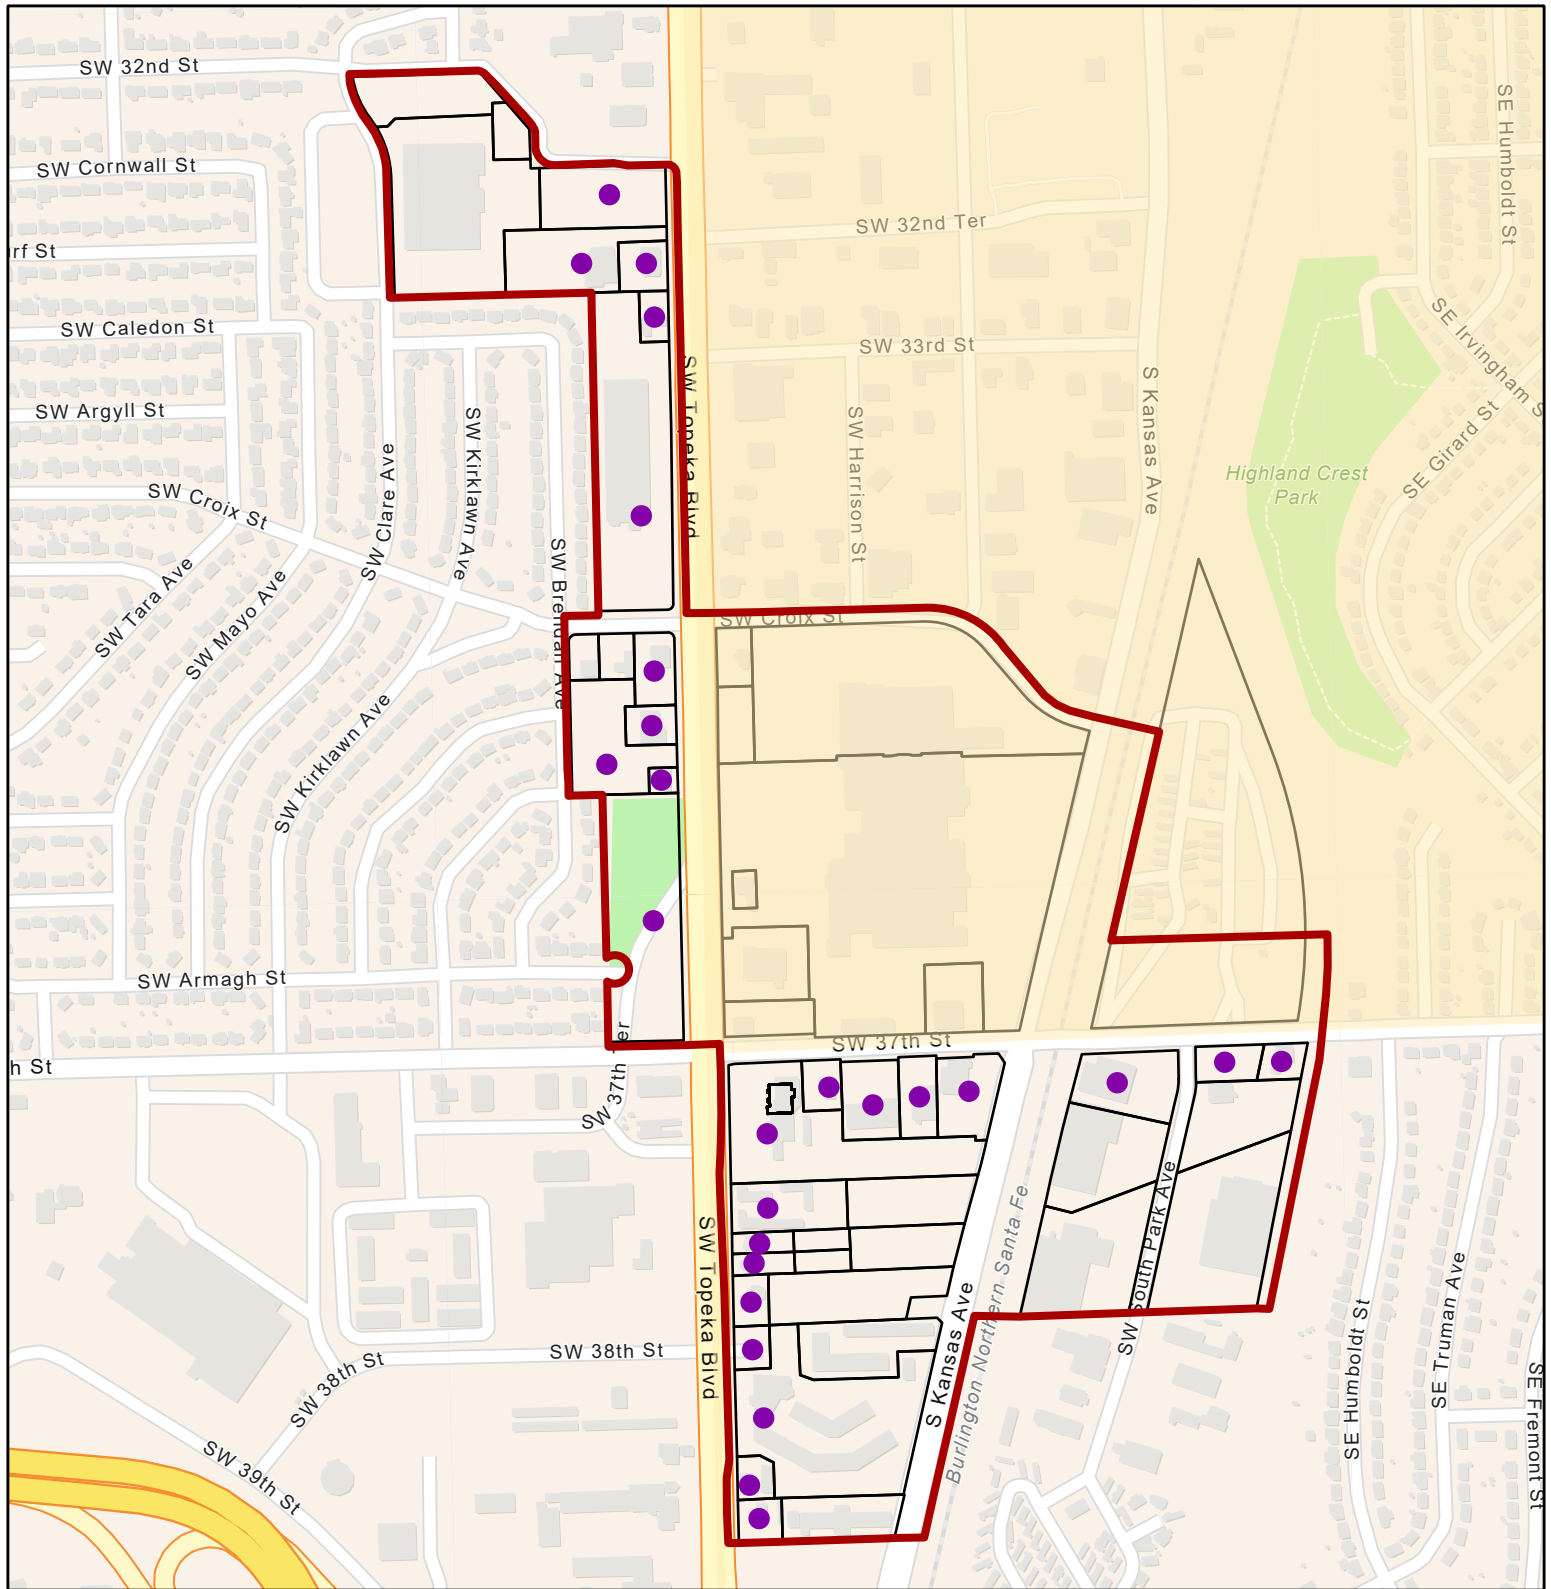 SW 32nd St
SE Humboldt St
SW Cornwall St
SW 32nd Ter
rf St
SW Caledon St
SE Irvingham S
SW 33rd St
SW Topeka Blvd
S Kansas Ave
SW Argyll St
SW Kirklawn Ave
SW Harrison St
SE Girard St
SW Clare Ave
Highland Crest
Park
SW Croix St
SW Brendan Ave
SW Tara Ave
SW Mayo Ave
SW Croix St
SW Kirklawn Ave
SW Armagh St
SW 37th St
h St
SW 37th Ter
SW South Park Ave
Burlington Northern Santa Fe
SW Topeka Blvd
S Kansas Ave
SE Truman Ave
SE Humboldt St
SW 38th St
SW 38th St
SE Fremont St
SW 39th St